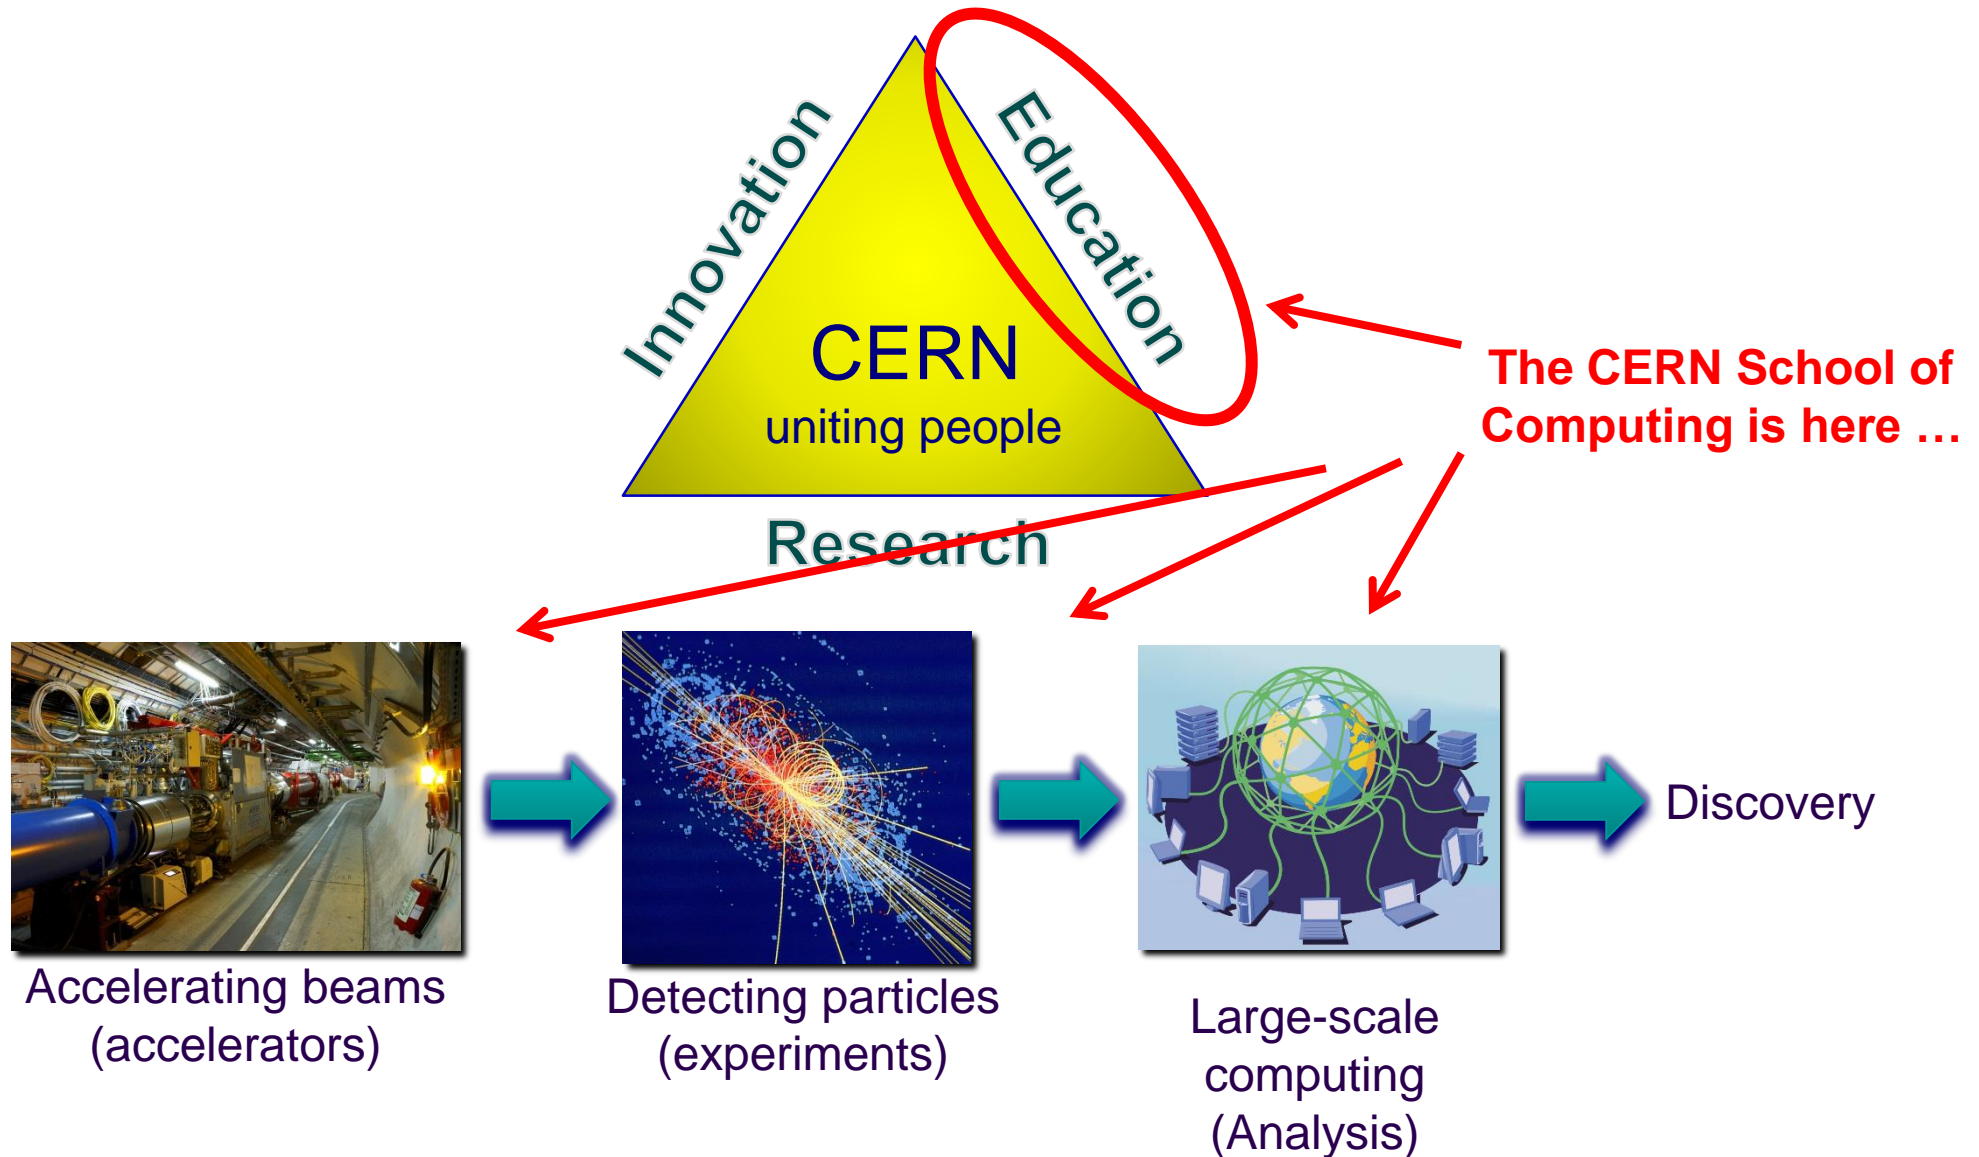 Innovation
Education
CERN
uniting people
The CERN School of
Computing is here …
Research
Discovery
Accelerating beams
(accelerators)
Detecting particles
(experiments)
Large-scale
computing
(Analysis)